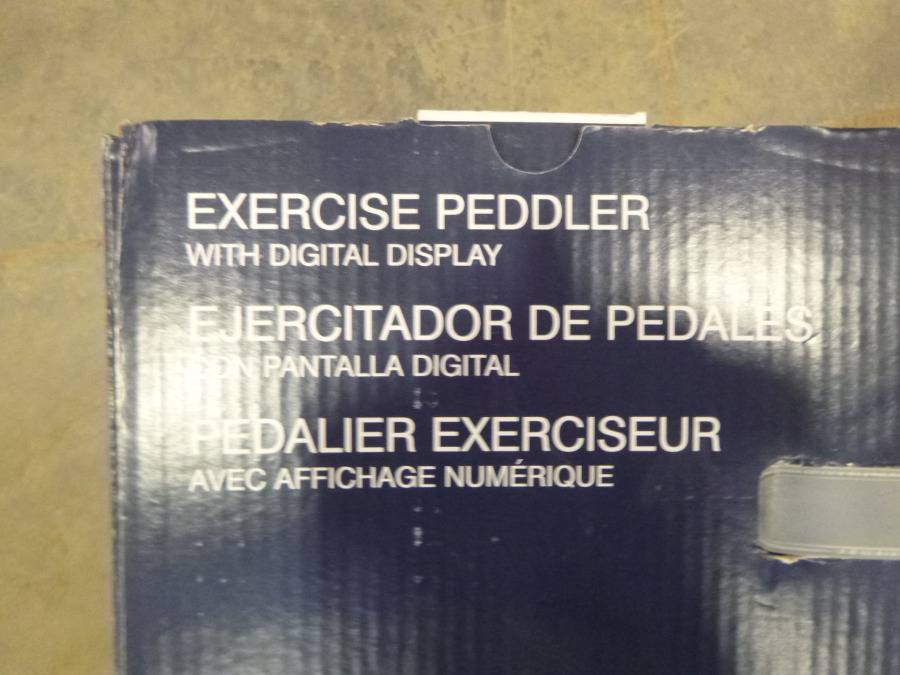 EXERCISE PEDDLER
WITH DIGITAL DISPLAY
EJERCITADOR DE PEDALES
CON PANTALLA DIGITAL
PEDALIER EXERCISEUR
AVEC AFFICHAGE NUMÉRIQUE